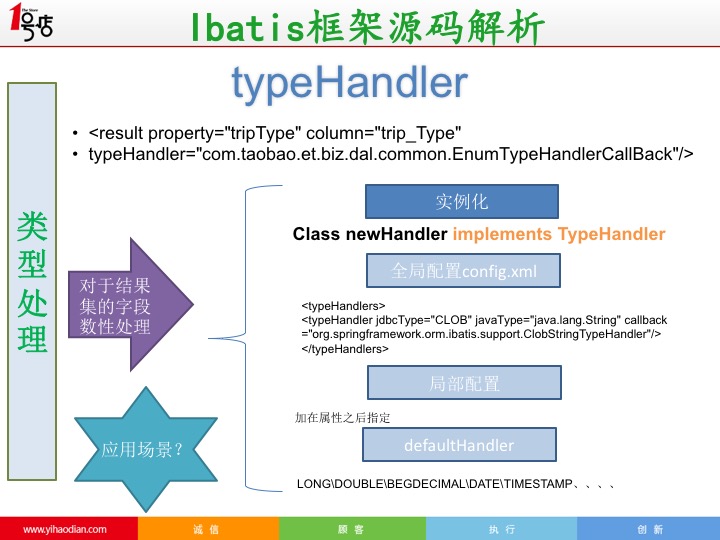 1号店
The Store
Ibatis框架源码解析
typeHandler
类型处理
• <result property="tripType" column="trip_Type"
• typeHandler="com.taobao.et.biz.dal.common.EnumTypeHandlerCallBack"/>
对于结果
集的字段
数性处理
应用场景?
实例化
Class newHandler implements TypeHandler
全局配置config.xml
<typeHandlers>
<typeHandler jdbcType="CLOB" javaType="java.lang.String" callback
="org.springframework.orm.ibatis.support.ClobStringTypeHandler"/>
</typeHandlers>
局部配置
加在属性之后指定
defaultHandler
LONG\DOUBLE\BEGDECIMAL\DATE\TIMESTAMP、、、、
www.yihaodian.com
诚 信
顾 客
执 行
创 新